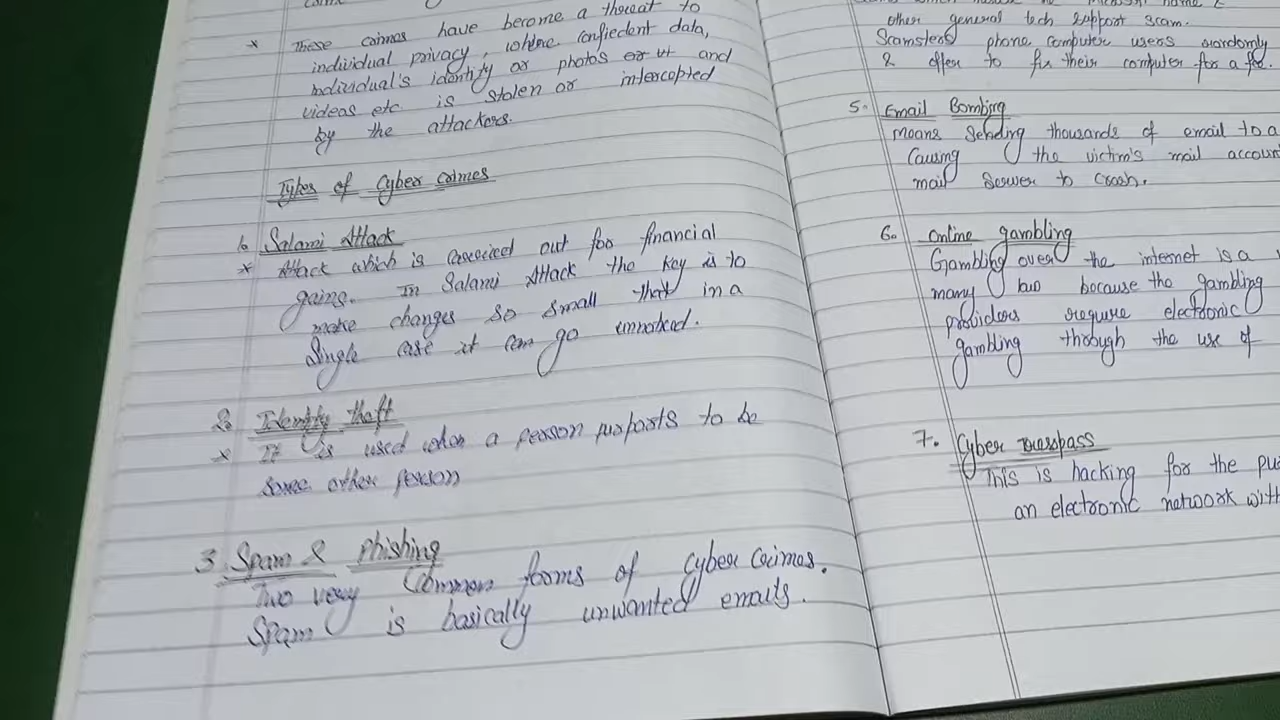 * These crimes have become a threat to
individual privacy, where confiedent data,
individual's identity or photos or vt and
videos etc. is stolen or intercepted
by the attackers.
Types of Cyber crimes
1. Salami Attack
* Attack which is carried out for financial
gains. In Salami Attack the key is to
make changes so small that in a
single case it can go unnoticed.
2. Identity theft
* It is used when a person purports to be
some other person
3. Spam & Phishing
Two very common forms of cyber crimes.
Spam is basically unwanted emails.
other general tech support scam.
Scamsters phone computer users randomly
& offer to fix their computer for a fee.
5. Email Bombing
Means Sending thousands of email to a
Causing the victim's mail account
mail server to crash.
6. Online gambling
Gambling over the internet is a
many because the gambling
providers require electronic
gambling through the use of
7. Cyber Trespass
This is hacking for the
an electronic network